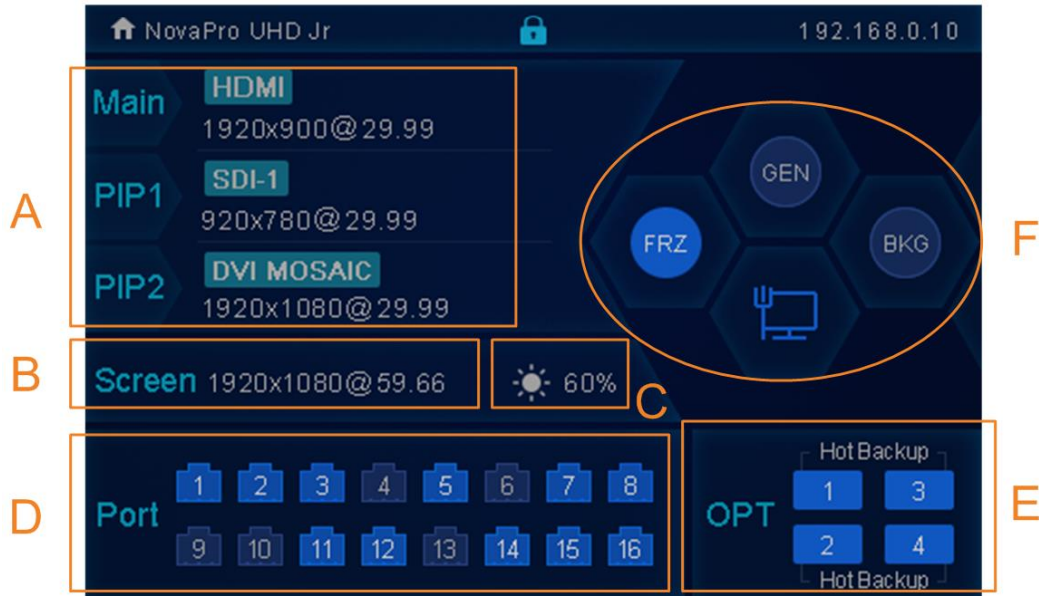 NovaPro UHD Jr 192.168.0.10
A
Main HDMI
1920x900@29.99
PIP1 SDI-1
920x780@29.99
PIP2 DVI MOSAIC
1920x1080@29.99
GEN
FRZ BKG
F
B
Screen 1920x1080@59.66
60%
C
D
Port
1 2 3 4 5 6 7 8
9 10 11 12 13 14 15 16
E
OPT
Hot Backup
1 3
2 4
Hot Backup